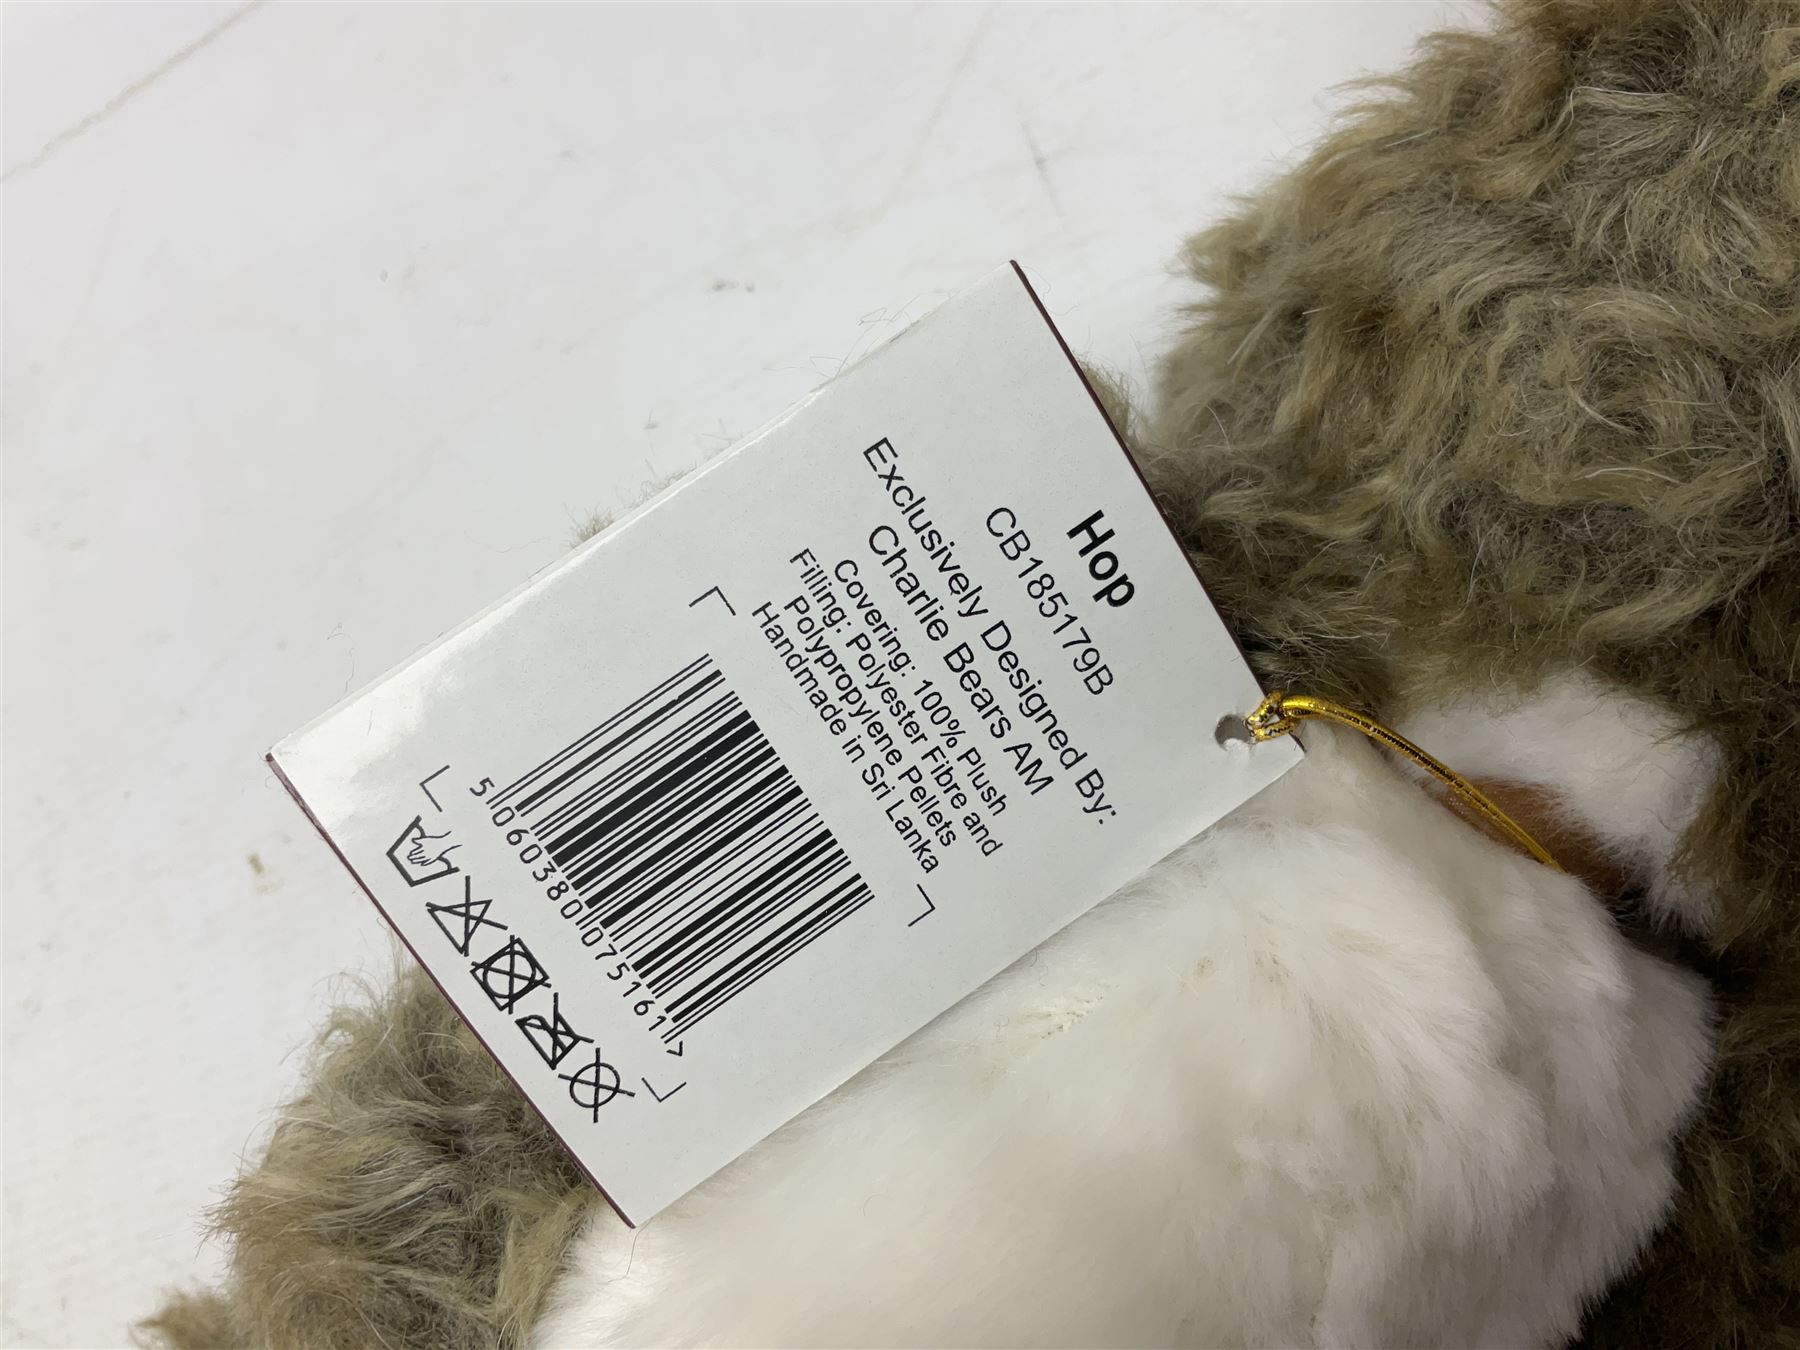 Hop
CB185179B
Exclusively Designed By:
Charlie Bears AM
Covering: 100% Plush
Filling: Polyester Fibre and
Polypropylene Pellets
Handmade in Sri Lanka
5 060380 075161 >